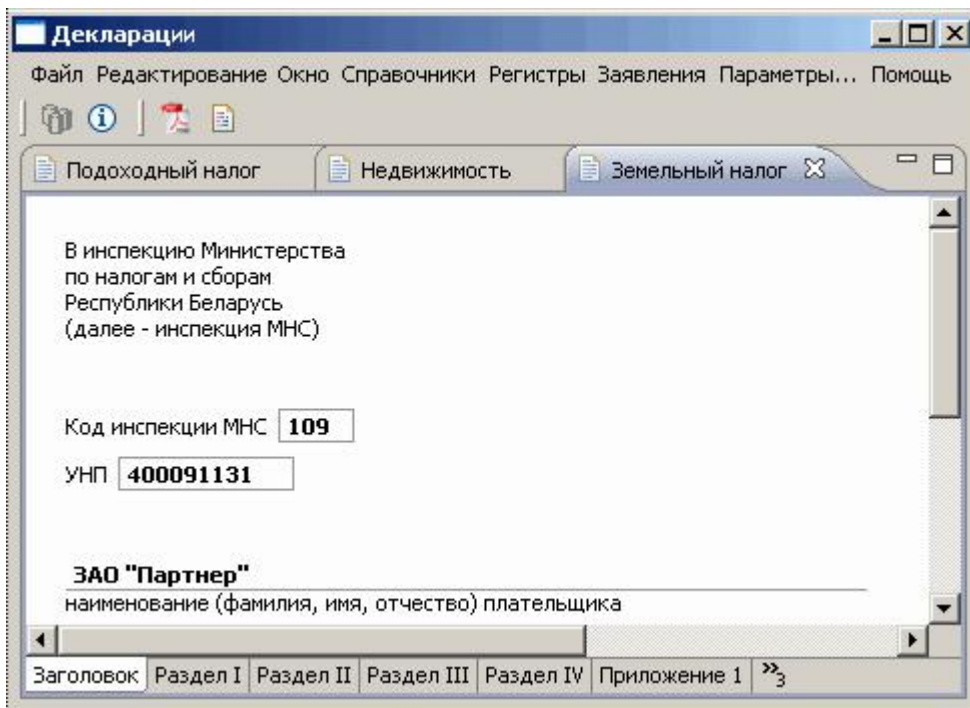 Декларации
Файл Редактирование Окно Справочники Регистры Заявления Параметры... Помощь
Подоходный налог Недвижимость Земельный налог
В инспекцию Министерства
по налогам и сборам
Республики Беларусь
(далее - инспекция МНС)
Код инспекции МНС 109
УНП 400091131
ЗАО "Партнер"
наименование (фамилия, имя, отчество) плательщика
Заголовок Раздел I Раздел II Раздел III Раздел IV Приложение 1 »3